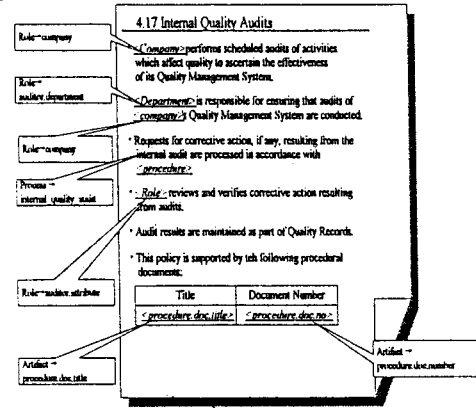 4.17 Internal Quality Audits
Role→company
<Company> performs scheduled audits of activities
which affect quality to ascertain the effectiveness
of its Quality Management System.
Role→
auditor.department
<Department> is responsible for ensuring that audits of
<company>'s Quality Management System are conducted.
Role→company
• Requests for corrective action, if any, resulting from the
internal audit are processed in accordance with
<procedure>
Process →
internal_quality_audit
• <Role> reviews and verifies corrective action resulting
from audits.
• Audit results are maintained as part of Quality Records.
• This policy is supported by teh following procedural
documents:
Role→auditor.attribute
Title Document Number
<procedure.doc.title> <procedure.doc.no>
Artifact →
procedure.doc.title
Artifact →
procedure.doc.number